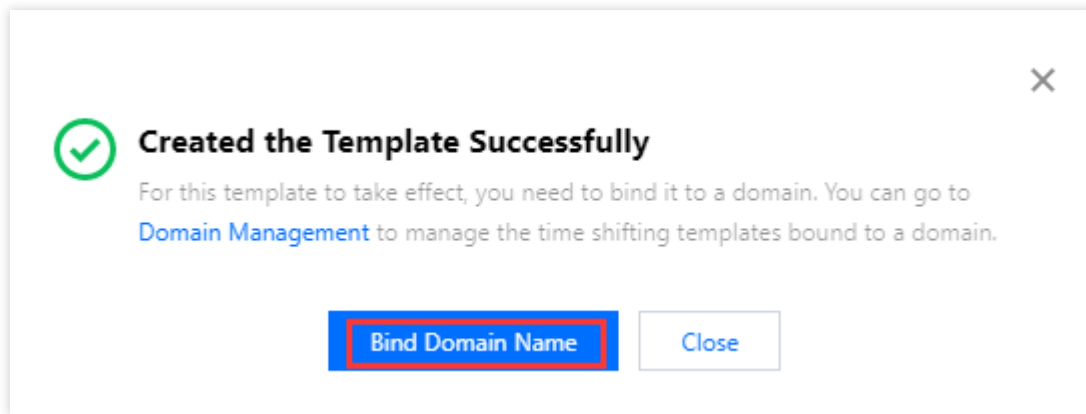 Created the Template Successfully
For this template to take effect, you need to bind it to a domain. You can go to
Domain Management to manage the time shifting templates bound to a domain.
Bind Domain Name
Close